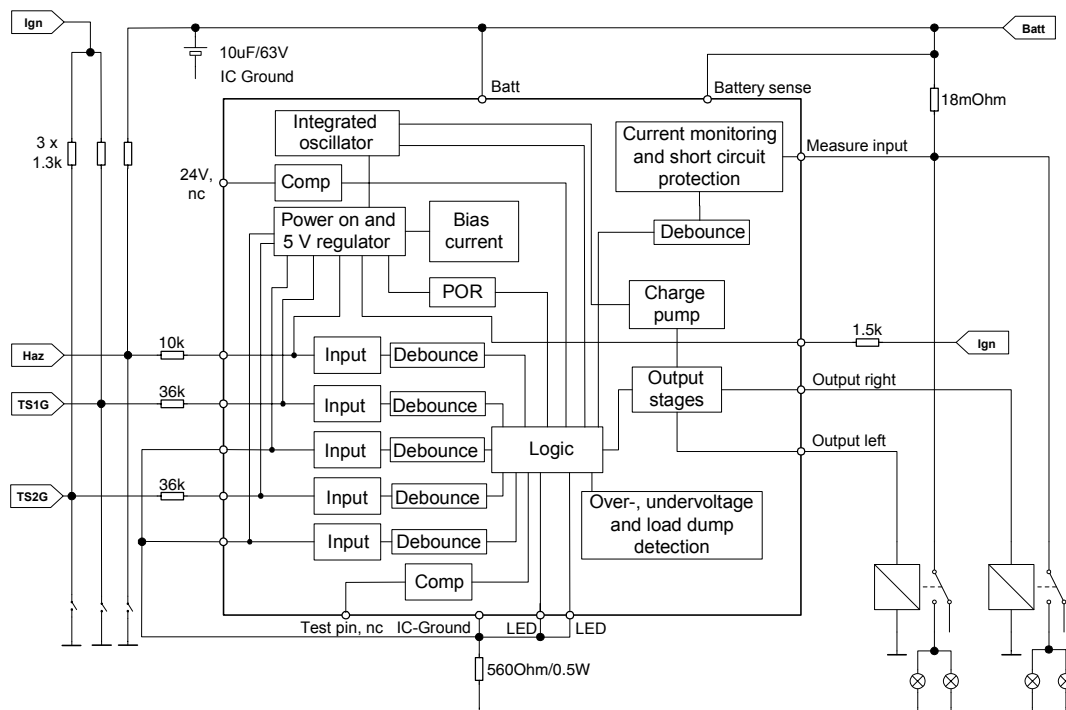 Ign
Batt
10uF/63V
IC Ground
Batt
Battery sense
18mOhm
3 x
1.3k
Integrated
oscillator
Current monitoring
and short circuit
protection
Measure input
24V,
nc
Comp
Power on and
5 V regulator
Bias
current
Debounce
POR
Charge
pump
1.5k
Ign
Haz
10k
Input
Debounce
TS1G
36k
Input
Debounce
Output
stages
Output right
Input
Debounce
Logic
Output left
TS2G
36k
Input
Debounce
Over-, undervoltage
and load dump
detection
Input
Debounce
Comp
Test pin, nc
IC-Ground
LED
LED
560Ohm/0.5W